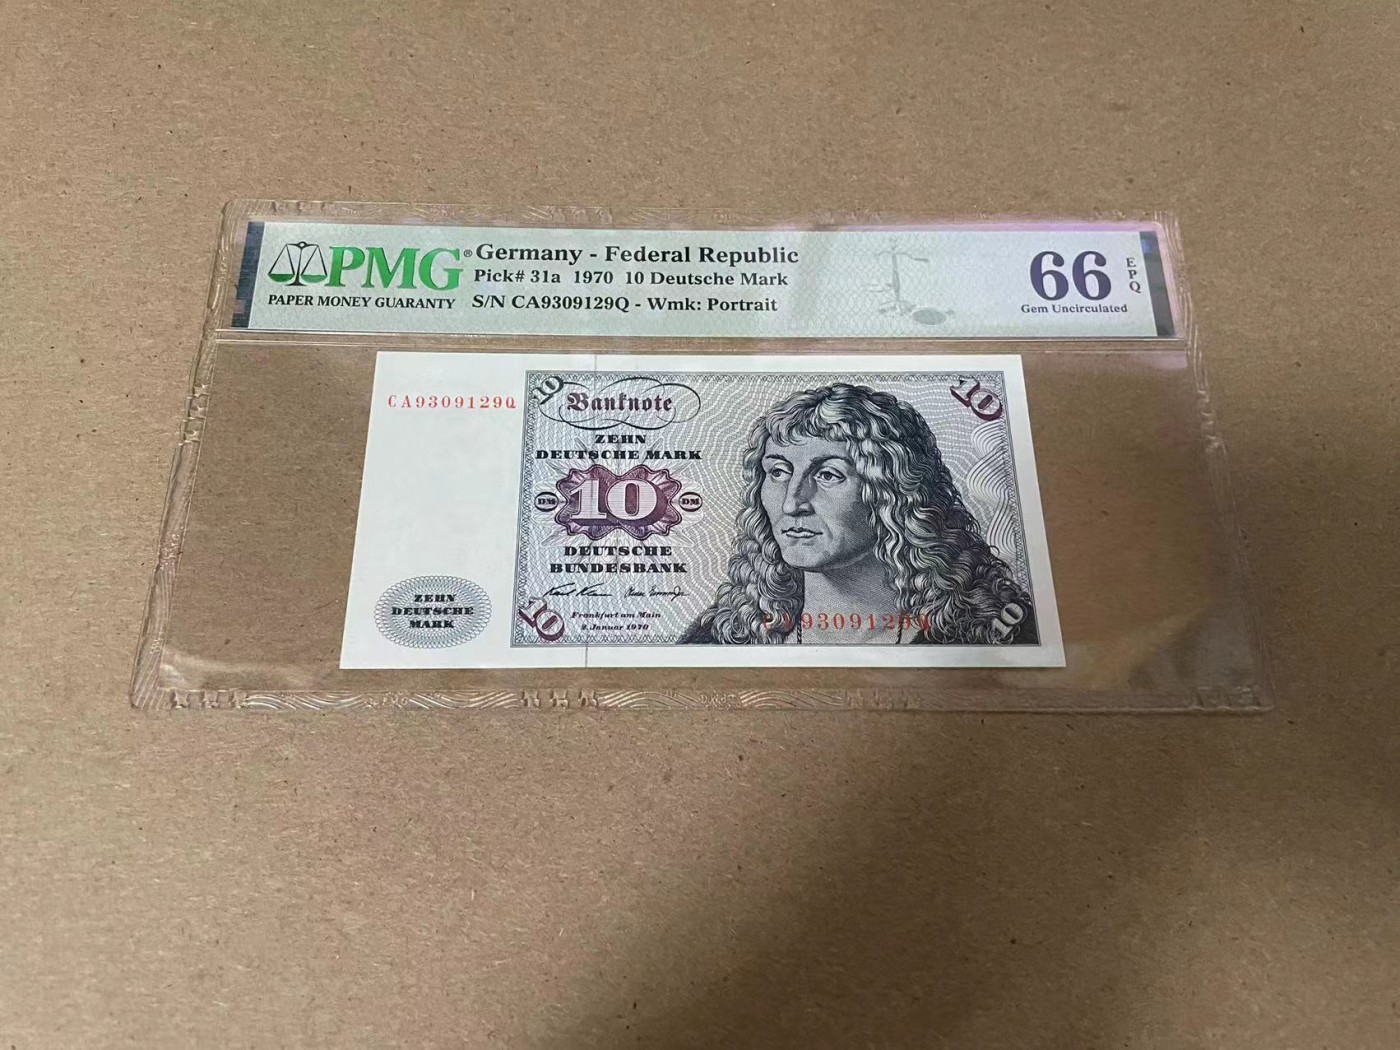 PMG®
PAPER MONEY GUARANTY
Germany - Federal Republic
Pick# 31a 1970 10 Deutsche Mark
S/N CA9309129Q - Wmk: Portrait
66
EPQ
Gem Uncirculated
CA9309129Q
10
Banknote
10
ZEHN
DEUTSCHE MARK
DM 10 DM
DEUTSCHE
BUNDESBANK
Frankfurt am Main
2. Januar 1970
ZEHN
DEUTSCHE
MARK
10
CA9309129Q
10